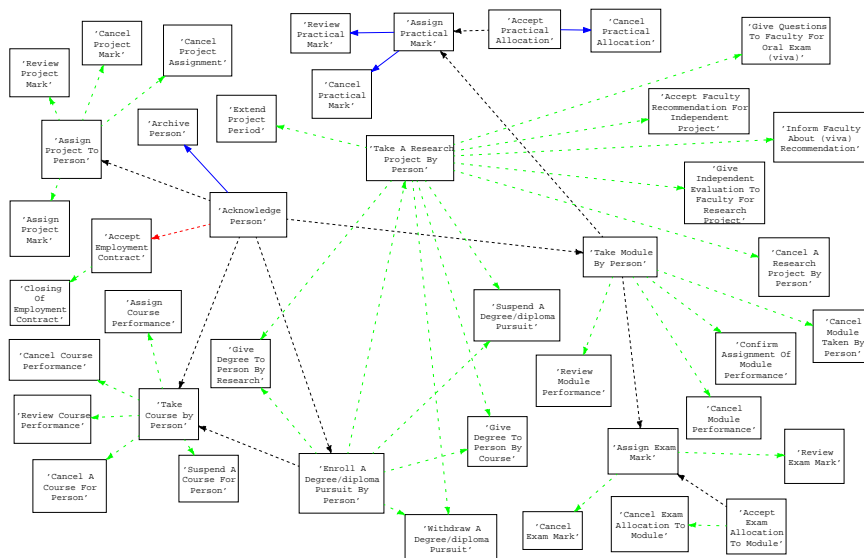 'Review
Practical
Mark'
'Assign
Practical
Mark'
'Accept
Practical
Allocation'
'Cancel
Practical
Allocation'
'Give Questions
To Faculty For
Oral Exam
(viva)'
'Cancel
Project
Mark'
'Cancel
Project
Assignment'
'Review
Project
Mark'
'Cancel
Practical
Mark'
'Archive
Person'
'Extend
Project
Period'
'Accept Faculty
Recommendation For
Independent
Project'
'Inform Faculty
About (viva)
Recommendation'
'Assign
Project To
Person'
'Take A Research
Project By
Person'
'Give
Independent
Evaluation To
Faculty For
Research
Project'
'Assign
Project
Mark'
'Acknowledge
Person'
'Accept
Employment
Contract'
'Take Module
By Person'
'Cancel A
Research
Project By
Person'
'Closing
Of
Employment
Contract'
'Assign
Course
Performance'
'Suspend A
Degree/diploma
Pursuit'
'Cancel
Module
Taken By
Person'
'Cancel Course
Performance'
'Give
Degree To
Person By
Research'
'Review
Module
Performance'
'Confirm
Assignment Of
Module
Performance'
'Review Course
Performance'
'Take
Course by
Person'
'Cancel
Module
Performance'
'Give
Degree To
Person By
Course'
'Assign Exam
Mark'
'Review
Exam Mark'
'Cancel A
Course For
Person'
'Suspend A
Course For
Person'
'Enroll A
Degree/diploma
Pursuit By
Person'
'Withdraw A
Degree/diploma
Pursuit'
'Cancel
Exam Mark'
'Cancel Exam
Allocation
To Module'
'Accept
Exam
Allocation
To Module'